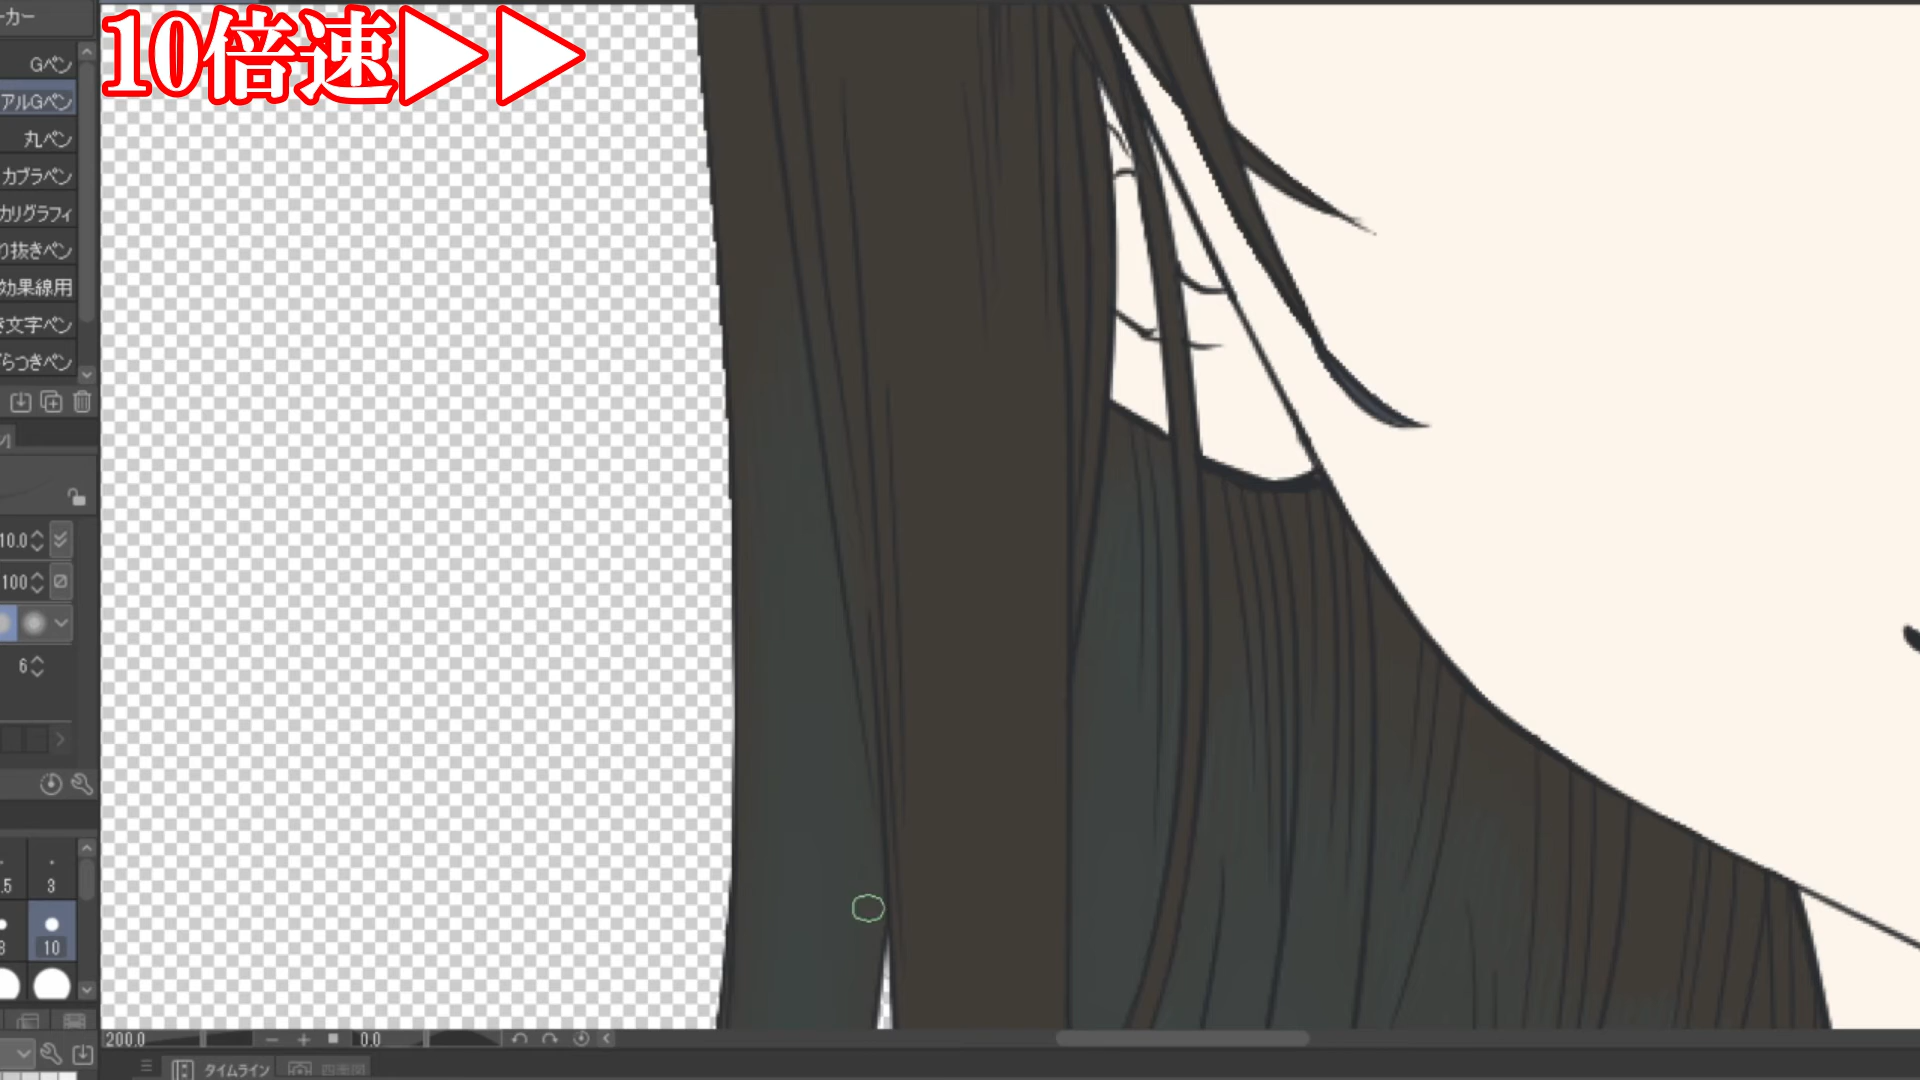 ーカー
10倍速▶▶
Gペン
アルGペン
丸ペン
カブラペン
カリグラフィ
り抜きペン
効果線用
き文字ペン
ざらつきペン
10.0
100
6
.5
3
8
10
200.0
0.0
タイムライン